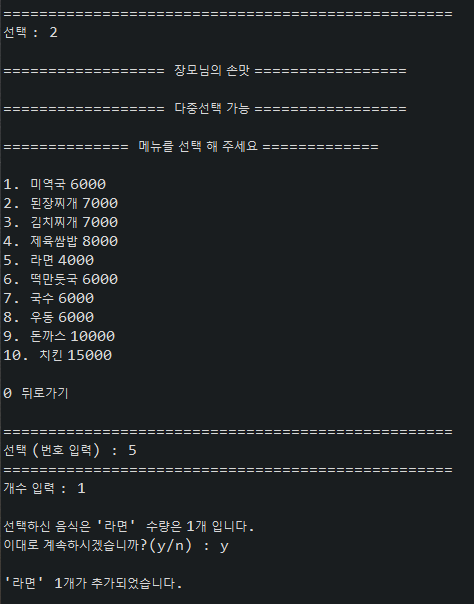 ==================================================
선택 : 2
================== 장모님의 손맛 =================
================== 다중선택 가능 =================
============== 메뉴를 선택 해 주세요 =============
1. 미역국 6000
2. 된장찌개 7000
3. 김치찌개 7000
4. 제육쌈밥 8000
5. 라면 4000
6. 떡만듯국 6000
7. 국수 6000
8. 우동 6000
9. 돈까스 10000
10. 치킨 15000
0 뒤로가기
==================================================
선택 (번호 입력) : 5
==================================================
개수 입력 : 1
선택하신 음식은 '라면' 수량은 1개 입니다.
이대로 계속하시겠습니까?(y/n) : y
'라면' 1개가 추가되었습니다.